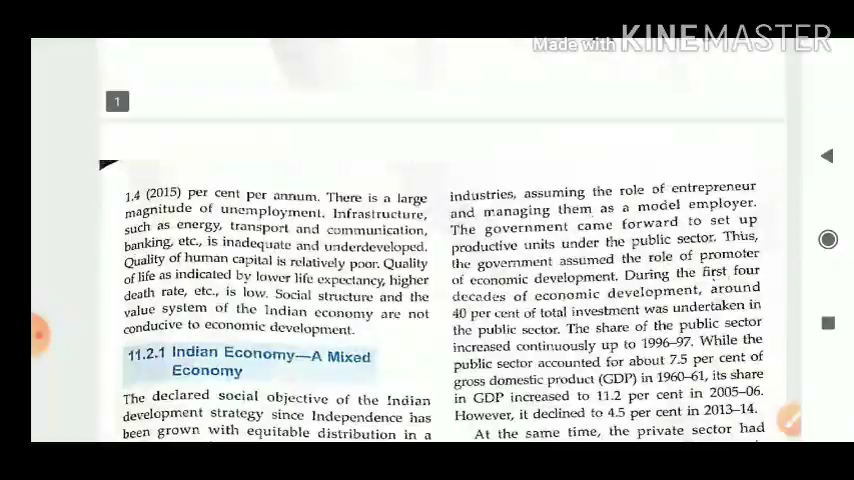 Made with KINEMASTER
1
1.4 (2015) per cent per annum. There is a large
magnitude of unemployment. Infrastructure,
such as energy, transport and communication,
banking, etc., is inadequate and underdeveloped.
Quality of human capital is relatively poor. Quality
of life as indicated by lower life expectancy, higher
death rate, etc., is low. Social structure and the
value system of the Indian economy are not
conducive to economic development.
11.2.1 Indian Economy—A Mixed
Economy
The declared social objective of the Indian
development strategy since Independence has
been grown with equitable distribution in a
industries, assuming the role of entrepreneur
and managing them as a model employer.
The government came forward to set up
productive units under the public sector. Thus,
the government assumed the role of promoter
of economic development. During the first four
decades of economic development, around
40 per cent of total investment was undertaken in
the public sector. The share of the public sector
increased continuously up to 1996–97. While the
public sector accounted for about 7.5 per cent of
gross domestic product (GDP) in 1960–61, its share
in GDP increased to 11.2 per cent in 2005–06.
However, it declined to 4.5 per cent in 2013–14.
At the same time, the private sector had